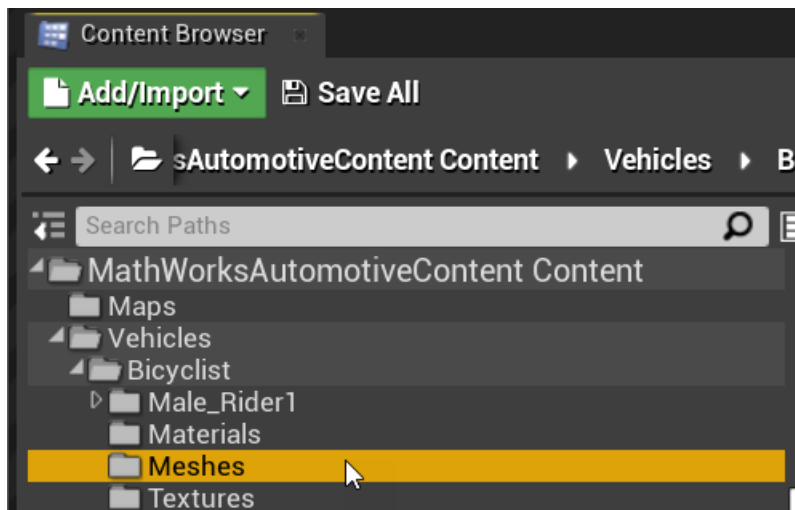 Content Browser
Add/Import Save All
sAutomotiveContent Content Vehicles B
Search Paths
MathWorksAutomotiveContent Content
Maps
Vehicles
Bicyclist
Male_Rider1
Materials
Meshes
Textures